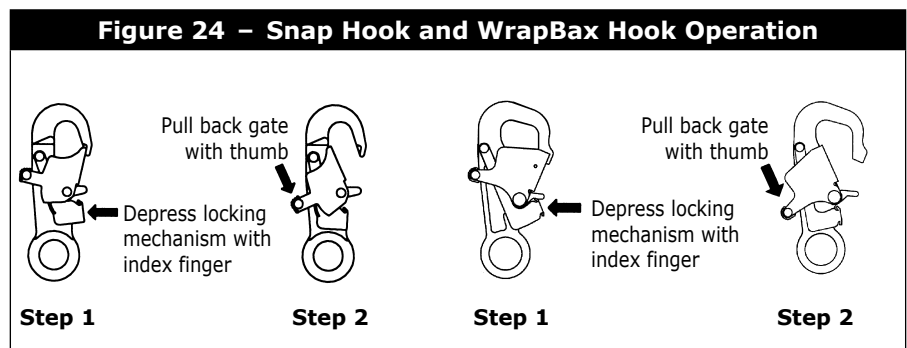 Figure 24 – Snap Hook and WrapBax Hook Operation
Pull back gate
with thumb
Depress locking
mechanism with
index finger
Pull back gate
with thumb
Depress locking
mechanism with
index finger
Step 1
Step 2
Step 1
Step 2